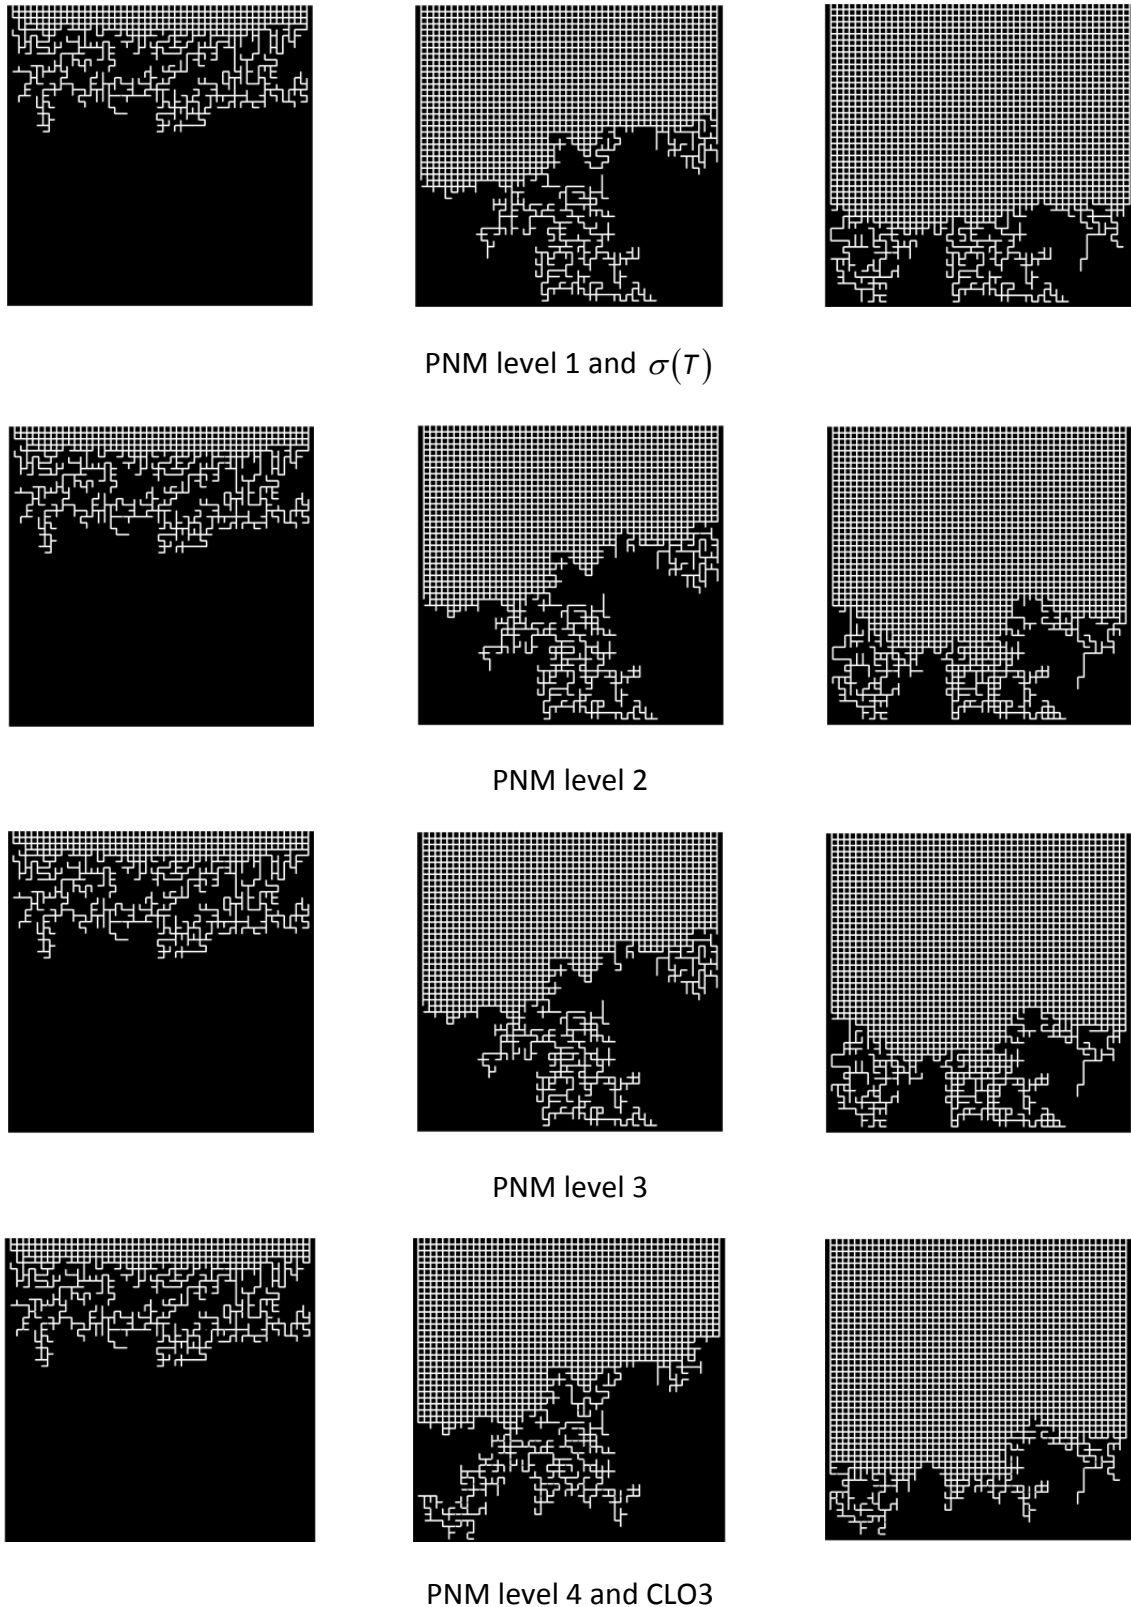 PNM level 1 and σ(T)
PNM level 2
PNM level 3
PNM level 4 and CLO3